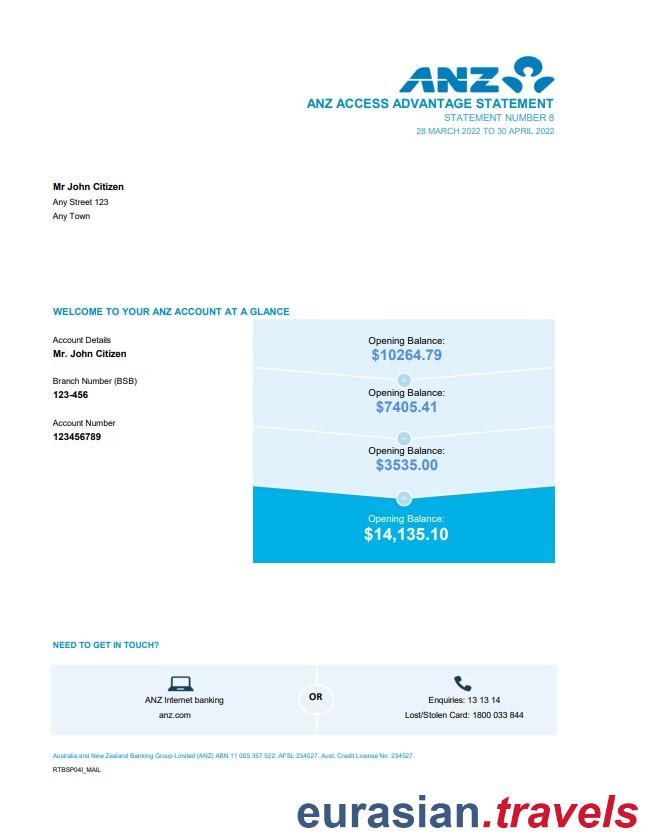 ANZ
ANZ ACCESS ADVANTAGE STATEMENT
STATEMENT NUMBER 8
28 MARCH 2022 TO 30 APRIL 2022
Mr John Citizen
Any Street 123
Any Town
WELCOME TO YOUR ANZ ACCOUNT AT A GLANCE
Account Details
Mr. John Citizen
Branch Number (BSB)
123-456
Account Number
123456789
Opening Balance:
$10264.79
+
Opening Balance:
$7405.41
−
Opening Balance:
$3535.00
=
Opening Balance:
$14,135.10
NEED TO GET IN TOUCH?
ANZ Internet banking
anz.com
OR
Enquiries: 13 13 14
Lost/Stolen Card: 1800 033 844
Australia and New Zealand Banking Group Limited (ANZ) ABN 11 005 357 522. AFSL 234527. Aust. Credit License No. 234527.
RTBSP04I_MAIL
eurasian.travels